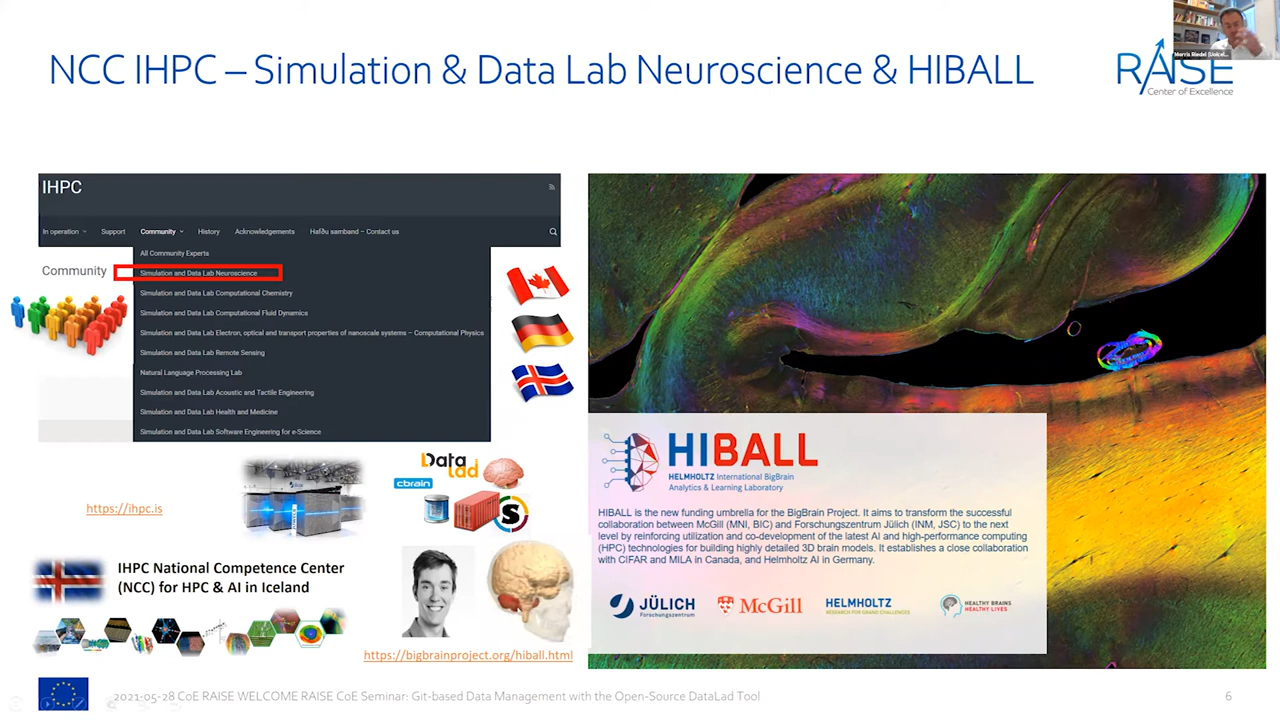 NCC IHPC – Simulation & Data Lab Neuroscience & HIBALL
RAISE
Center of Excellence
IHPC
In operation
Support
Community
History
Acknowledgements
Hafðu samband – Contact us
Community
All Community Experts
Simulation and Data Lab Neuroscience
Simulation and Data Lab Computational Chemistry
Simulation and Data Lab Computational Fluid Dynamics
Simulation and Data Lab Electron, optical and transport properties of nanoscale systems – Computational Physics
Simulation and Data Lab Remote Sensing
Natural Language Processing Lab
Simulation and Data Lab Acoustic and Tactile Engineering
Simulation and Data Lab Health and Medicine
Simulation and Data Lab Software Engineering for e-Science
https://ihpc.is
DataLad
cbrain
S
IHPC National Competence Center
(NCC) for HPC & AI in Iceland
https://bigbrainproject.org/hiball.html
HIBALL
HELMHOLTZ International BigBrain
Analytics & Learning Laboratory
HIBALL is the new funding umbrella for the BigBrain Project. It aims to transform the successful
collaboration between McGill (MNI, BIC) and Forschungszentrum Jülich (INM, JSC) to the next
level by reinforcing utilization and co-development of the latest AI and high-performance computing
(HPC) technologies for building highly detailed 3D brain models. It establishes a close collaboration
with CIFAR and MILA in Canada, and Helmholtz AI in Germany.
JÜLICH
Forschungszentrum
McGill
HELMHOLTZ
RESEARCH FOR GRAND CHALLENGES
HEALTHY BRAINS
HEALTHY LIVES
2021-05-28 CoE RAISE WELCOME RAISE CoE Seminar: Git-based Data Management with the Open-Source DataLad Tool
6